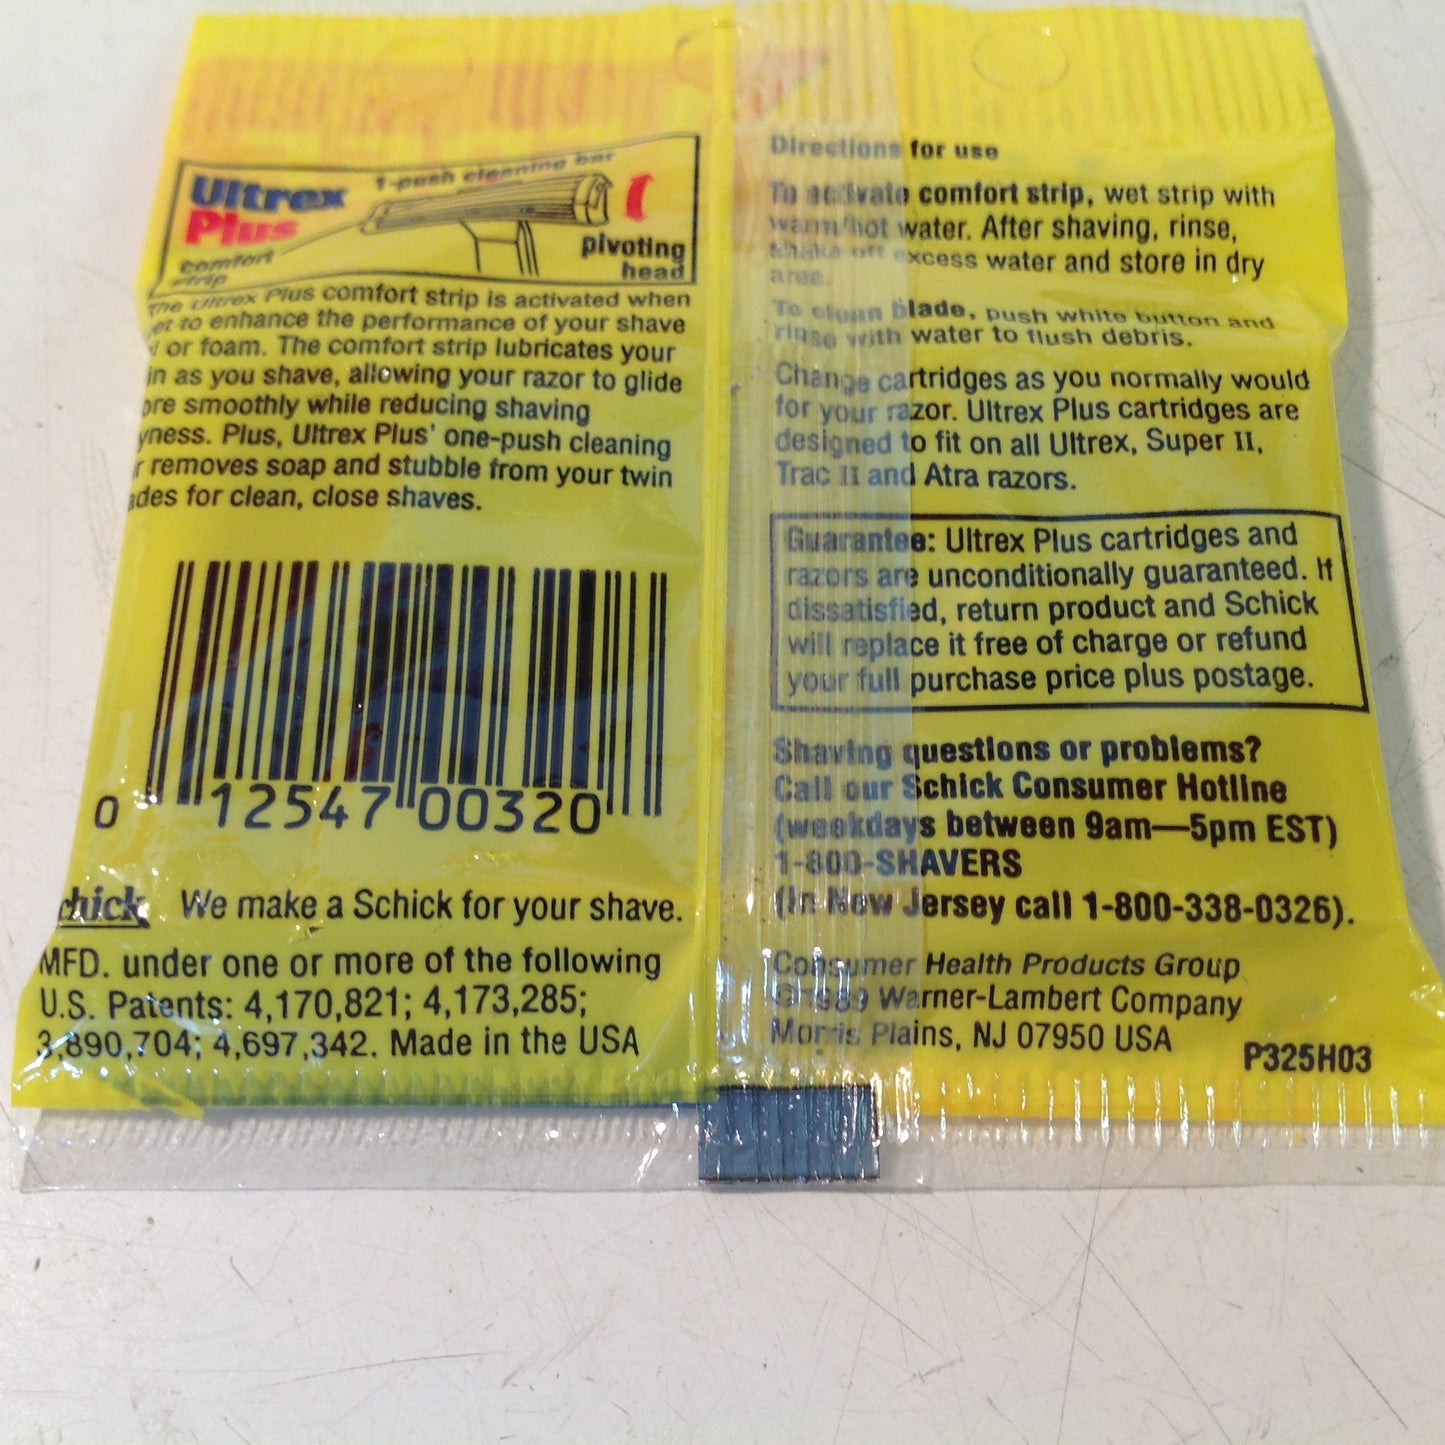 Ultrex
Plus
1-push cleaning bar
comfort
strip
pivoting
head
The Ultrex Plus comfort strip is activated when
et to enhance the performance of your shave
or foam. The comfort strip lubricates your
in as you shave, allowing your razor to glide
ore smoothly while reducing shaving
yness. Plus, Ultrex Plus' one-push cleaning
r removes soap and stubble from your twin
ades for clean, close shaves.
0 12547 00320
chick We make a Schick for your shave.
MFD. under one or more of the following
U.S. Patents: 4,170,821; 4,173,285;
3,890,704; 4,697,342. Made in the USA
Directions for use
To activate comfort strip, wet strip with
warm/hot water. After shaving, rinse,
shake off excess water and store in dry
area.
To clean blade, push white button and
rinse with water to flush debris.
Change cartridges as you normally would
for your razor. Ultrex Plus cartridges are
designed to fit on all Ultrex, Super II,
Trac II and Atra razors.
Guarantee: Ultrex Plus cartridges and
razors are unconditionally guaranteed. If
dissatisfied, return product and Schick
will replace it free of charge or refund
your full purchase price plus postage.
Shaving questions or problems?
Call our Schick Consumer Hotline
(weekdays between 9am—5pm EST)
1-800-SHAVERS
(In New Jersey call 1-800-338-0326).
Consumer Health Products Group
©1989 Warner-Lambert Company
Morris Plains, NJ 07950 USA
P325H03